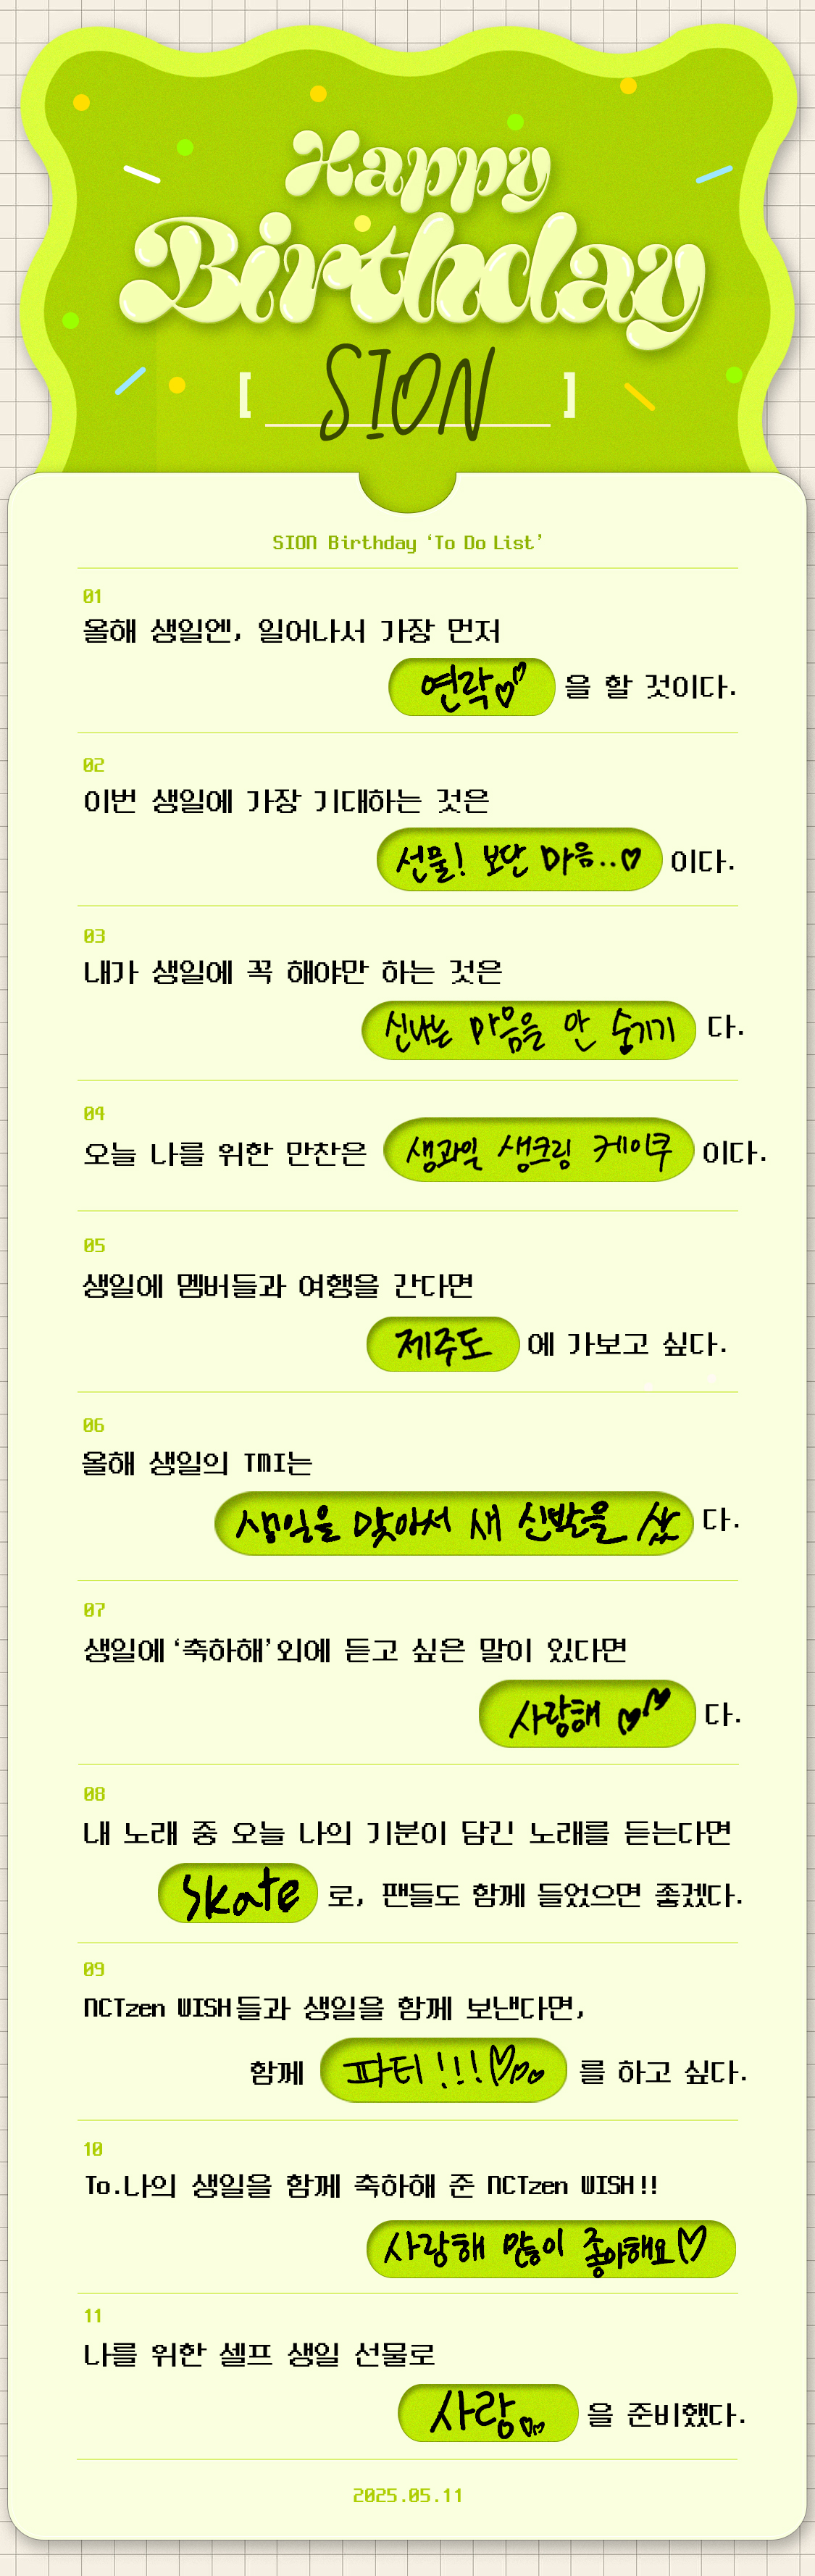 Happy
Birthday
[ SION ]
SION Birthday ‘To Do List’
01
올해 생일엔, 일어나서 가장 먼저
연락♡♡ 을 할 것이다.
02
이번 생일에 가장 기대하는 것은
선물! 보단 마음..♡ 이다.
03
내가 생일에 꼭 해야만 하는 것은
신나는 마음을 안 숨기기 다.
04
오늘 나를 위한 만찬은 생과일 생크림 케이쿠 이다.
05
생일에 멤버들과 여행을 간다면
제주도 에 가보고 싶다.
06
올해 생일의 TMI는
생일을 맞아서 새 신발을 샀 다.
07
생일에 ‘축하해’ 외에 듣고 싶은 말이 있다면
사랑해 ♡♡ 다.
08
내 노래 중 오늘 나의 기분이 담긴 노래를 듣는다면
Skate 로, 팬들도 함께 들었으면 좋겠다.
09
NCTzen WISH들과 생일을 함께 보낸다면,
함께 파티!!!♡♡♡ 를 하고 싶다.
10
To.나의 생일을 함께 축하해 준 NCTzen WISH!!
사랑해 많이 좋아해요♡
11
나를 위한 셀프 생일 선물로
사랑♡♡ 을 준비했다.
2025.05.11